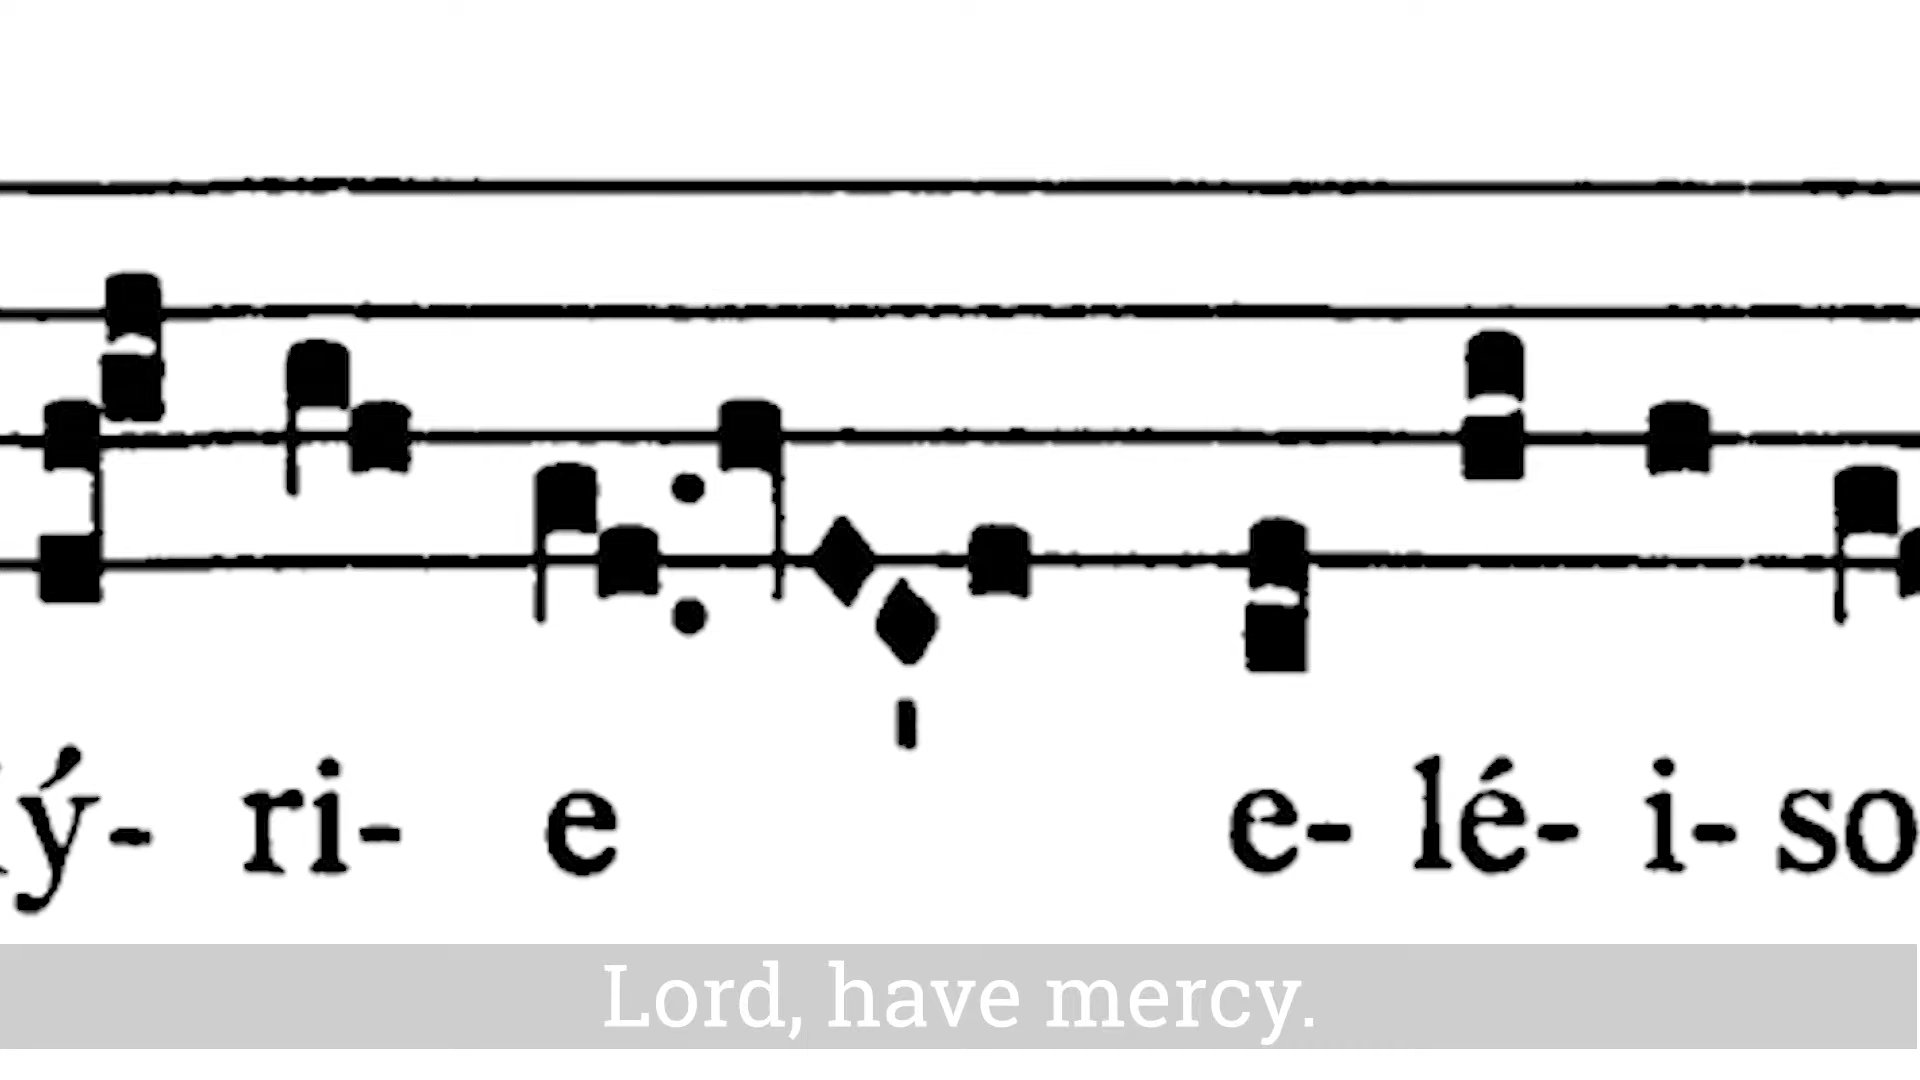 ý- ri- e e- lé- i- so
Lord, have mercy.